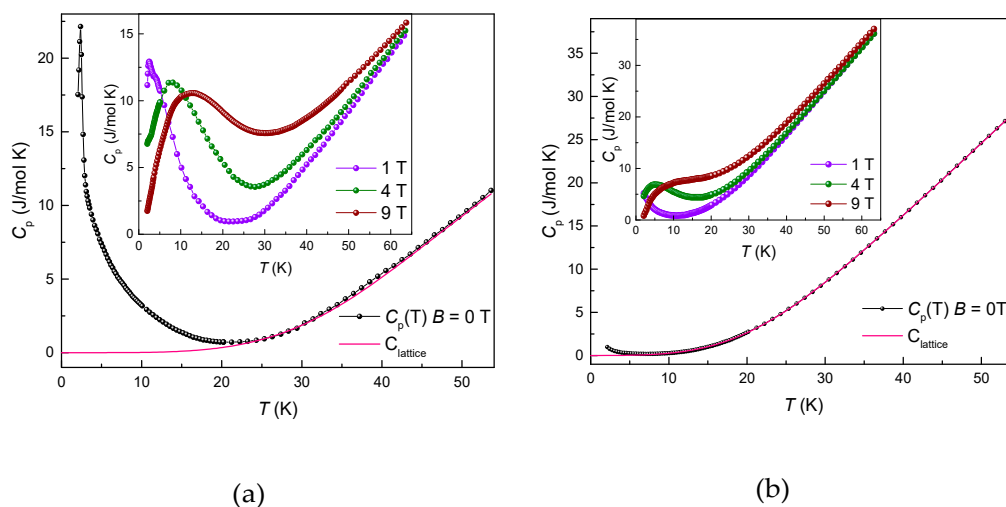 20
15
10
5
0
C_p (J/mol K)
15
10
5
0
C_p (J/mol K)
1 T
4 T
9 T
0 10 20 30 40 50 60
T (K)
C_p(T) B = 0 T
C_lattice
0 10 20 30 40 50
T (K)
(a)
35
30
25
20
15
10
5
0
C_p (J/mol K)
30
20
10
0
C_p (J/mol K)
1 T
4 T
9 T
0 10 20 30 40 50 60
T (K)
C_p(T) B = 0T
C_lattice
0 10 20 30 40 50
T (K)
(b)